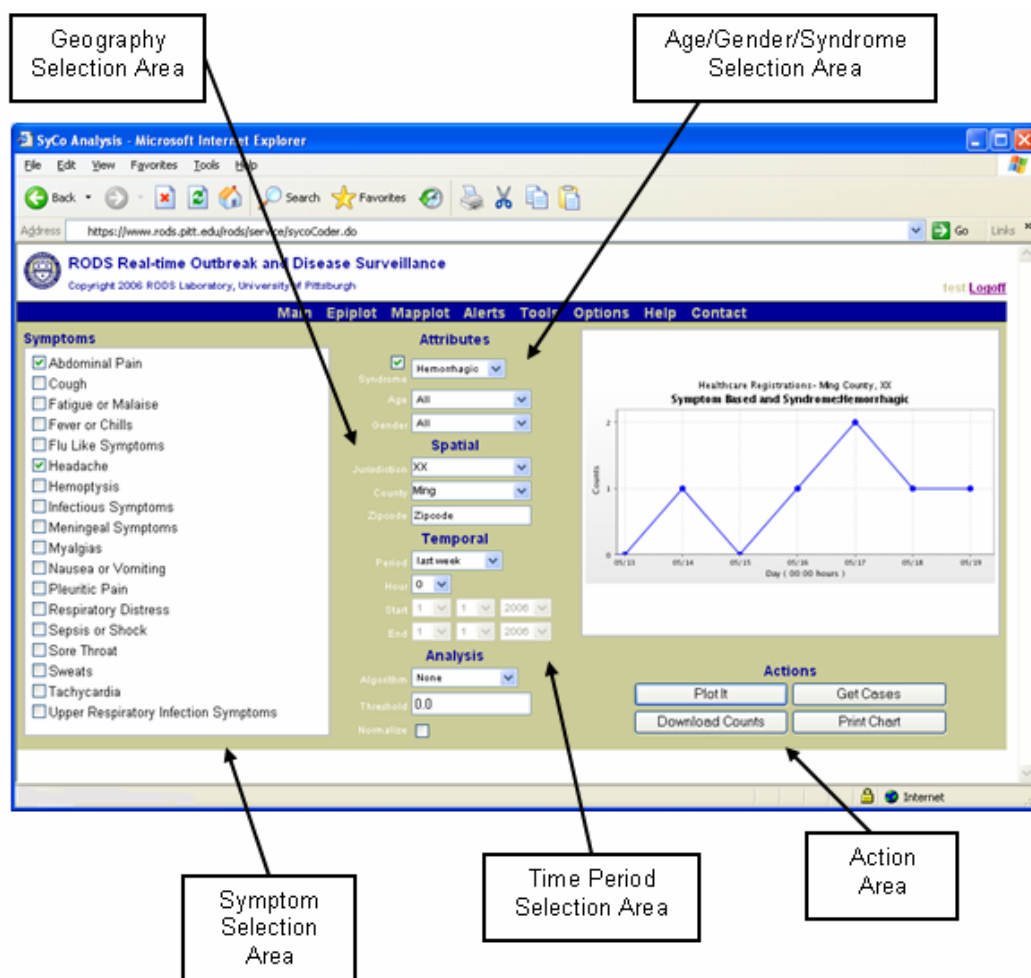 Geography
Selection Area
Age/Gender/Syndrome
Selection Area
SyCo Analysis - Microsoft Internet Explorer
File Edit View Favorites Tools Help
Back Search Favorites
Address https://www.rods.pitt.edu/rods/service/sycoCoder.do Go Links
RODS Real-time Outbreak and Disease Surveillance
Copyright 2006 RODS Laboratory, University of Pittsburgh
test Logoff
Main Epiplot Mapplot Alerts Tools Options Help Contact
Symptoms
Abdominal Pain
Cough
Fatigue or Malaise
Fever or Chills
Flu Like Symptoms
Headache
Hemoptysis
Infectious Symptoms
Meningeal Symptoms
Myalgias
Nausea or Vomiting
Pleuritic Pain
Respiratory Distress
Sepsis or Shock
Sore Throat
Sweats
Tachycardia
Upper Respiratory Infection Symptoms
Attributes
Syndrome Hemorrhagic
Age All
Gender All
Spatial
Jurisdiction XX
County Ming
Zipcode Zipcode
Temporal
Period last week
Hour 0
Start 1 1 2006
End 1 1 2006
Analysis
Algorithm None
Threshold 0.0
Normalize
Healthcare Registrations- Ming County, XX
Symptom Based and Syndrome:Hemorrhagic
Counts
2
1
0
05/13 05/14 05/15 05/16 05/17 05/18 05/19
Day ( 00:00 hours )
Actions
Plot It Get Cases
Download Counts Print Chart
Internet
Symptom
Selection
Area
Time Period
Selection Area
Action
Area